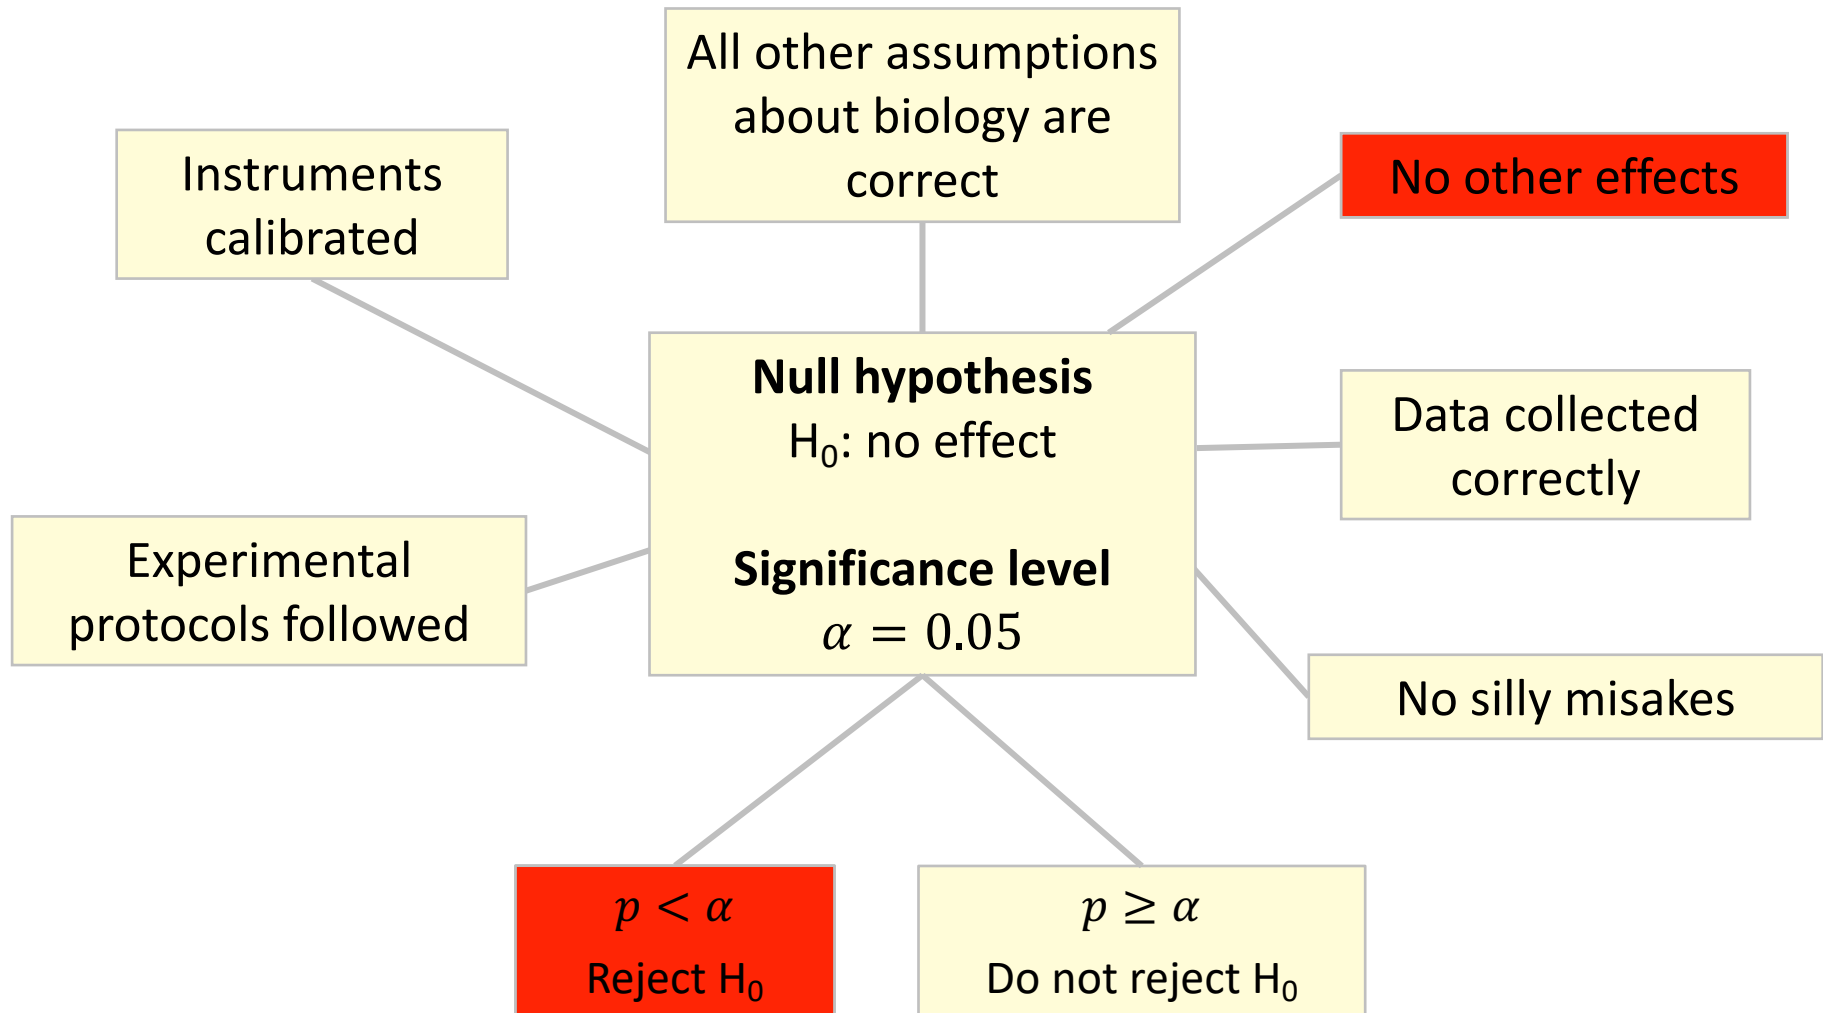 All other assumptions
about biology are
correct
Instruments
calibrated
No other effects
Null hypothesis
H₀: no effect
Significance level
α = 0.05
Data collected
correctly
Experimental
protocols followed
No silly misakes
p < α
Reject H₀
p ≥ α
Do not reject H₀